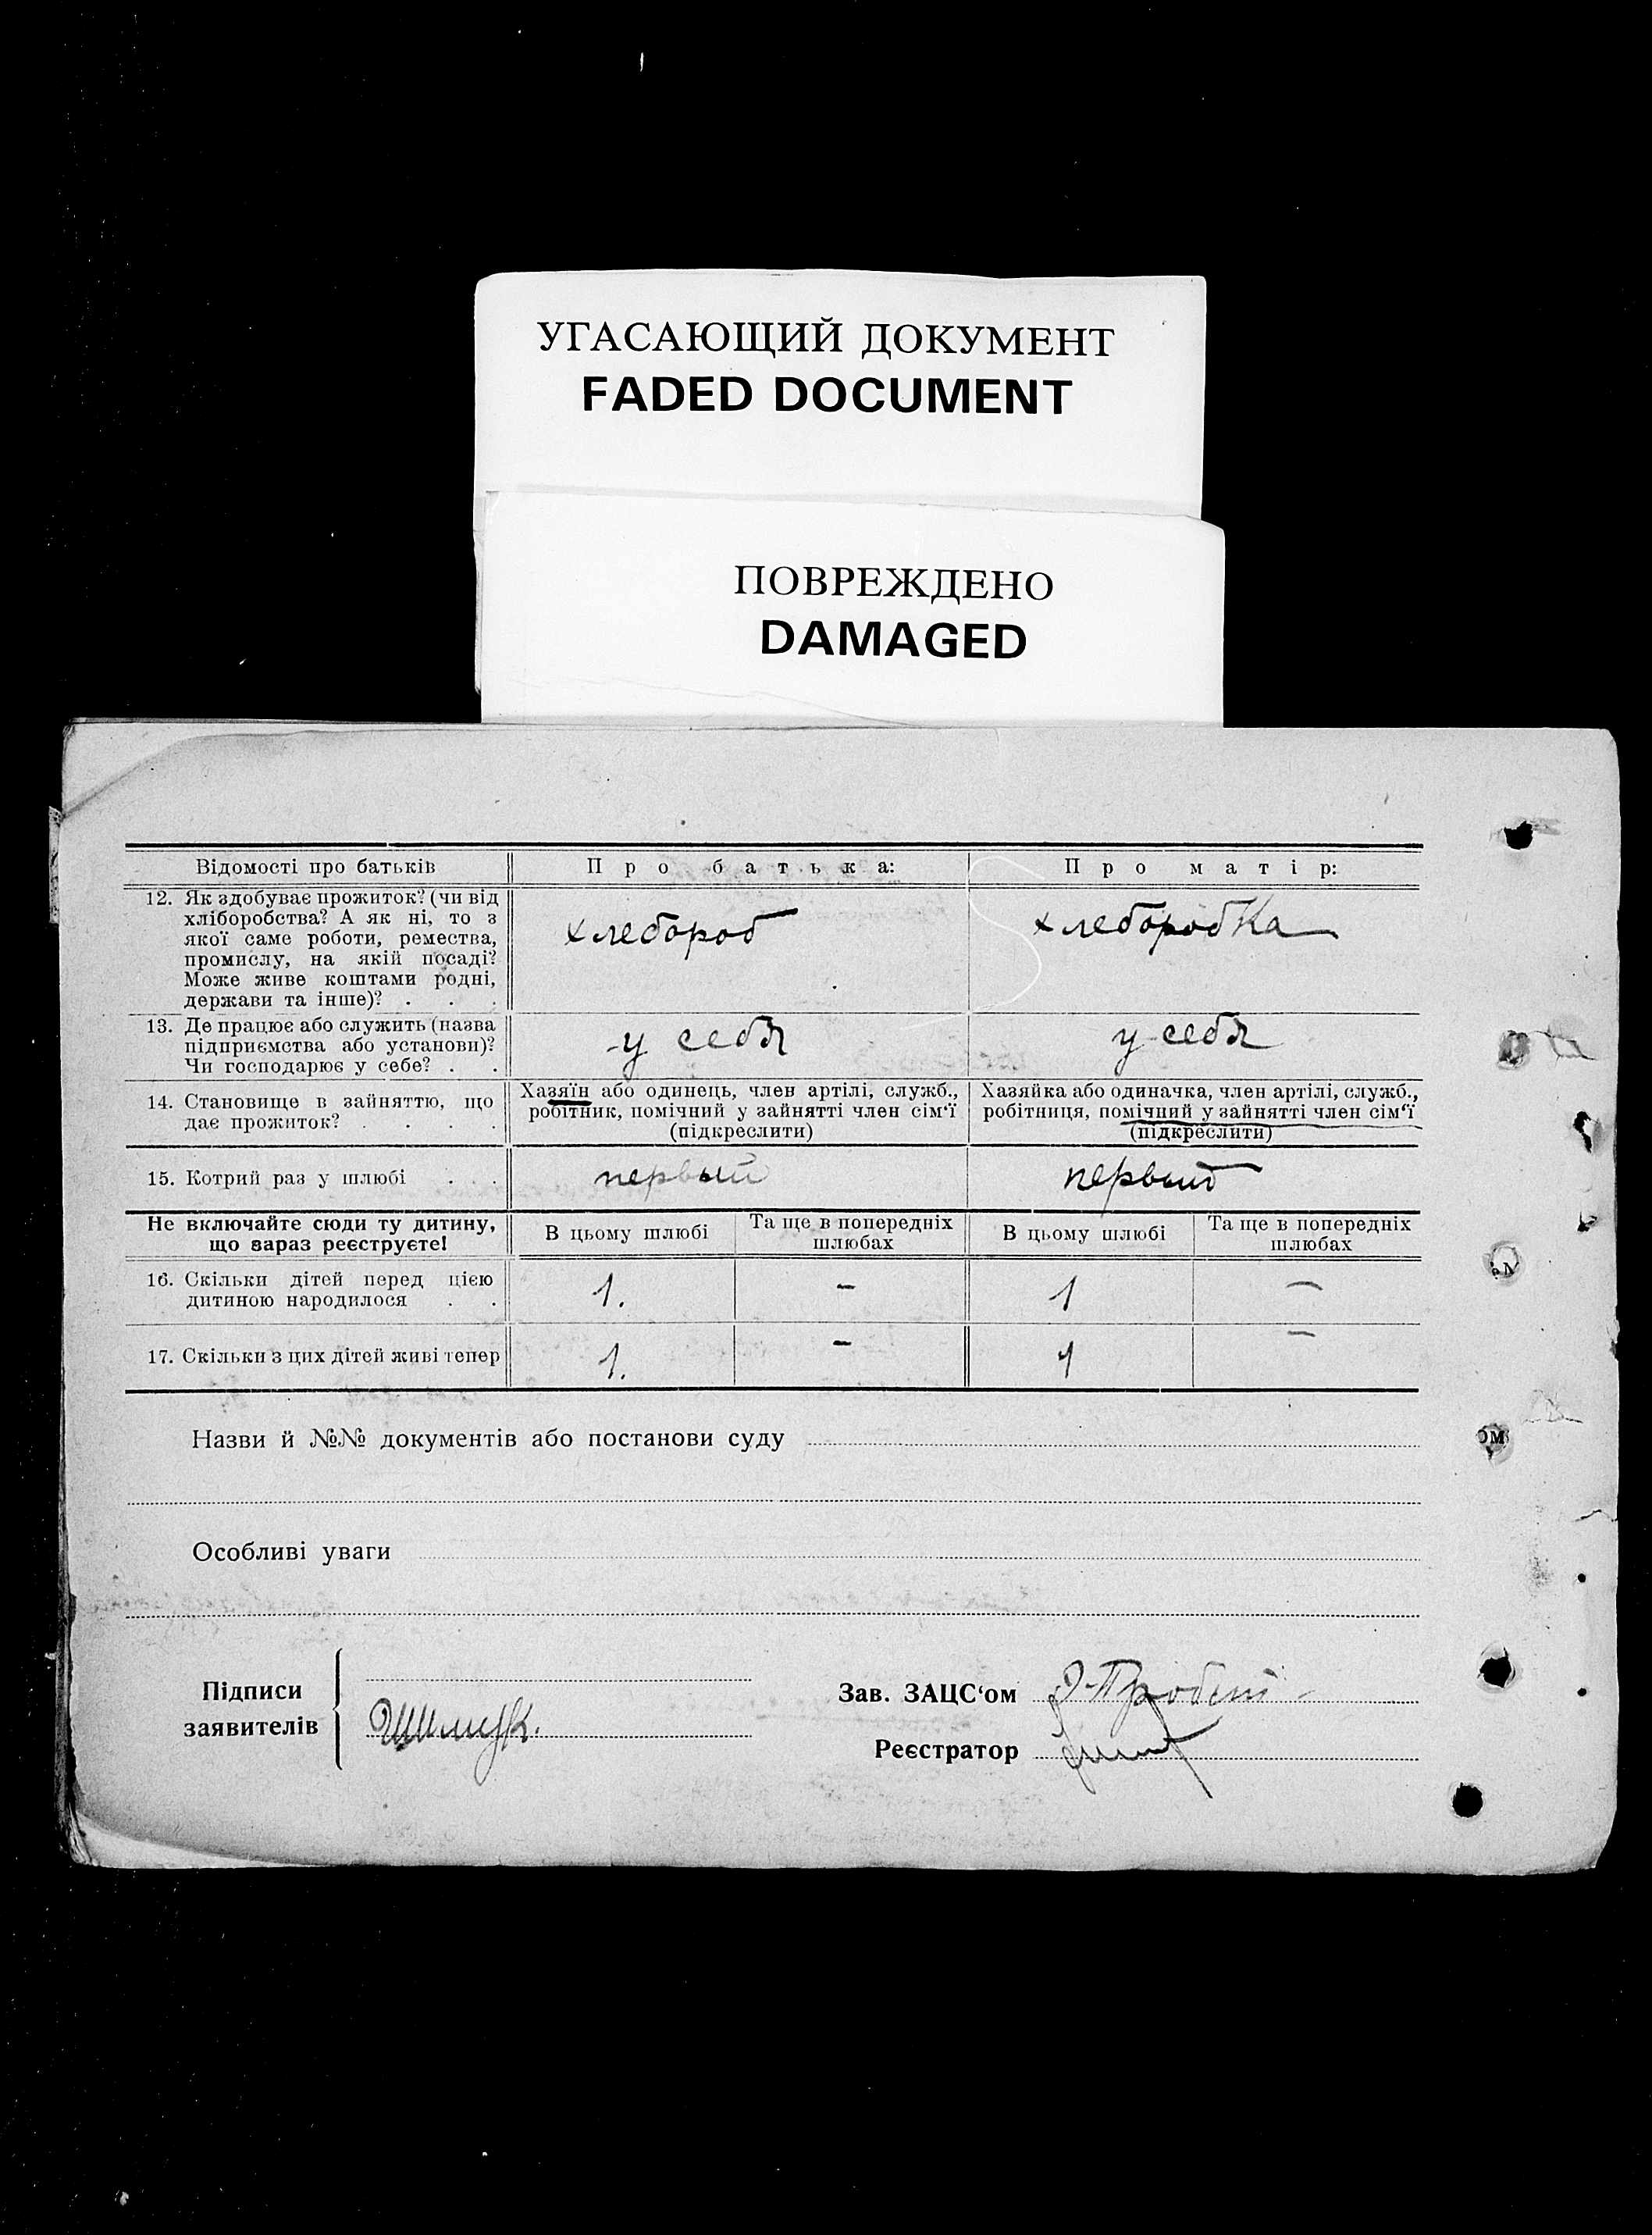 УГАСАЮЩИЙ ДОКУМЕНТ
FADED DOCUMENT
ПОВРЕЖДЕНО
DAMAGED
Відомості про батьків
Про батька:
Про матір:
12. Як здобуває прожиток? (чи від
хліборобства? А як ні, то з
якої саме роботи, ремества,
промислу, на якій посаді?
Може живе коштами родні,
держави та інше)? . . .
хлебороб
хлеборобка
13. Де працює або служить (назва
підприємства або установи)?
Чи господарює у себе? . .
у себя
у себя
14. Становище в зайняттю, що
дає прожиток? . . . .
Хазяїн або одинець, член артілі, служб.,
робітник, помічний у зайнятті член сім‘ї
(підкреслити)
Хазяйка або одиначка, член артілі, служб.,
робітниця, помічний у зайнятті член сім‘ї
(підкреслити)
15. Котрий раз у шлюбі . .
первый
первый
Не включайте сюди ту дитину,
що зараз реєструєте!
В цьому шлюбі
Та ще в попередніх
шлюбах
В цьому шлюбі
Та ще в попередніх
шлюбах
16. Скільки дітей перед цією
дитиною народилося . .
1.
–
1
–
17. Скільки з цих дітей живі тепер
1.
–
1
–
Назви й №№ документів або постанови суду
Особливі уваги
Підписи
заявителів
Зав. ЗАЦС‘ом
Реєстратор